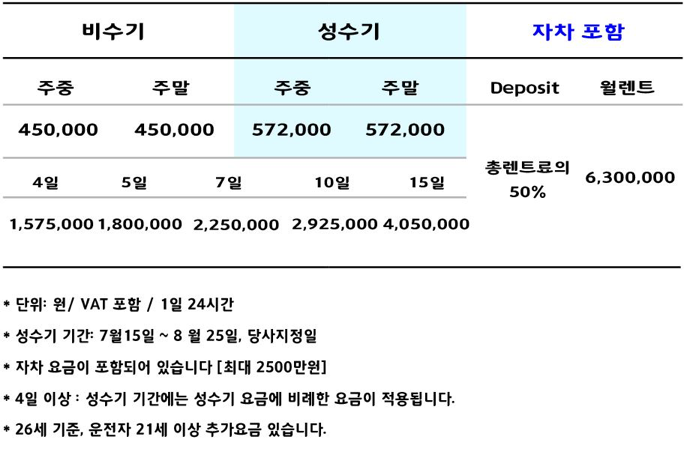 비수기 성수기 자차 포함
주중 주말 주중 주말 Deposit 월렌트
450,000 450,000 572,000 572,000
총렌트료의
50%
6,300,000
4일 5일 7일 10일 15일
1,575,000 1,800,000 2,250,000 2,925,000 4,050,000
* 단위: 원/ VAT 포함 / 1일 24시간
* 성수기 기간: 7월15일 ~ 8 월 25일, 당사지정일
* 자차 요금이 포함되어 있습니다 [최대 2500만원]
* 4일 이상 : 성수기 기간에는 성수기 요금에 비례한 요금이 적용됩니다.
* 26세 기준, 운전자 21세 이상 추가요금 있습니다.